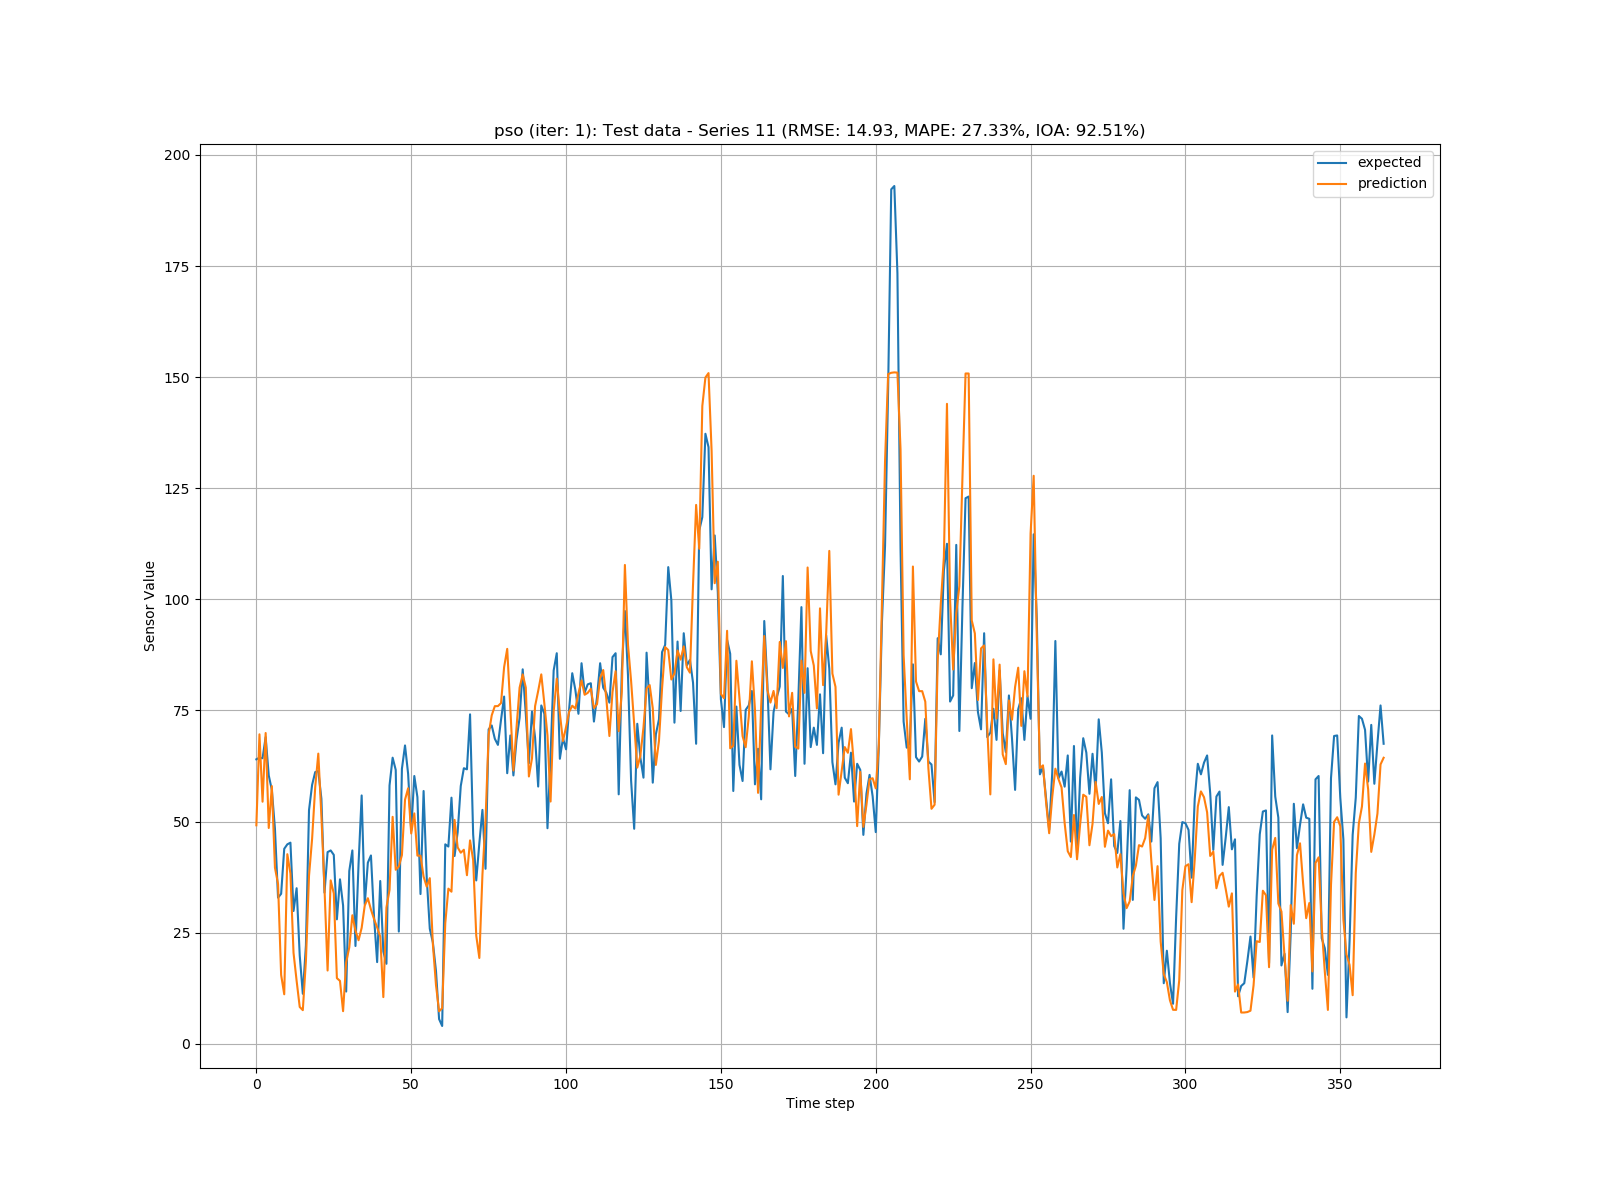 pso (iter: 1): Test data - Series 11 (RMSE: 14.93, MAPE: 27.33%, IOA: 92.51%)
expected
prediction
200
175
150
125
100
75
50
25
0
Sensor Value
0 50 100 150 200 250 300 350
Time step